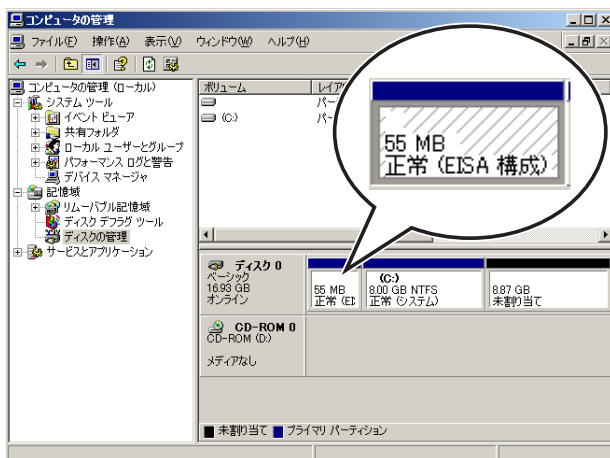 コンピュータの管理
ファイル(F) 操作(A) 表示(V) ウィンドウ(W) ヘルプ(H)
コンピュータの管理 (ローカル)
システム ツール
イベント ビューア
共有フォルダ
ローカル ユーザーとグループ
パフォーマンス ログと警告
デバイス マネージャ
記憶域
リムーバブル記憶域
ディスク デフラグ ツール
ディスクの管理
サービスとアプリケーション
ボリューム レイア
パー
(C:) パー
55 MB
正常 (EISA 構成)
ディスク 0
ベーシック
16.93 GB
オンライン
55 MB
正常 (EI
(C:)
8.00 GB NTFS
正常 (システム)
8.87 GB
未割り当て
CD-ROM 0
CD-ROM (D:)
メディアなし
未割り当て プライマリ パーティション